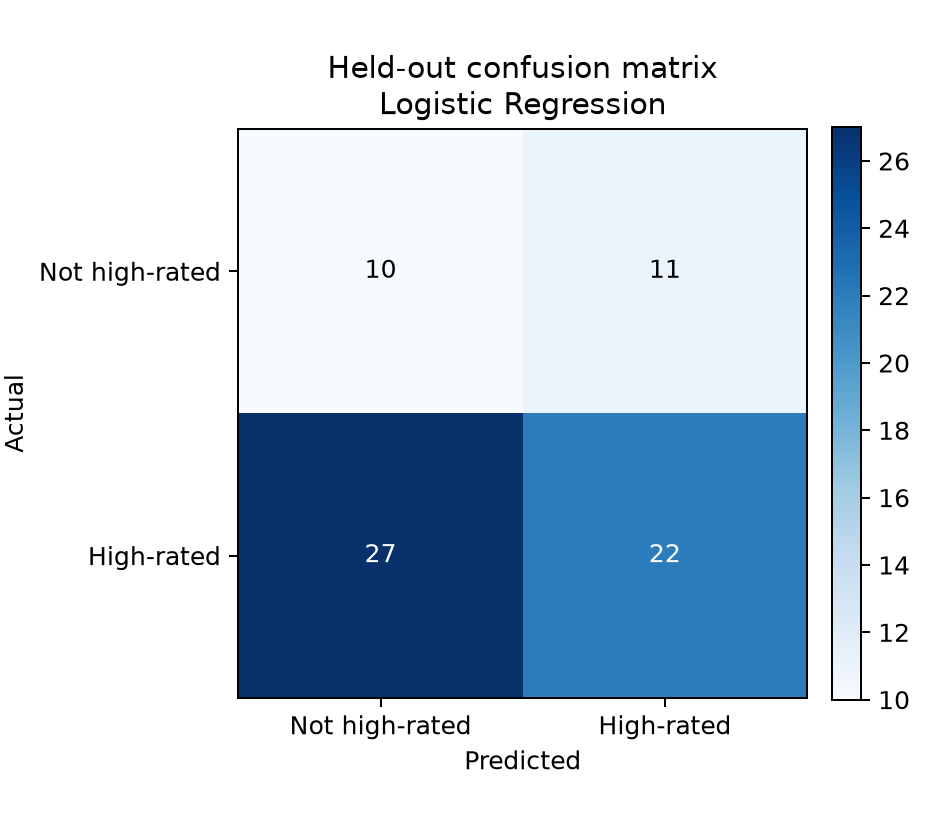 Held-out confusion matrix
Logistic Regression
Actual
Not high-rated
10
11
High-rated
27
22
Not high-rated
High-rated
Predicted
26
24
22
20
18
16
14
12
10